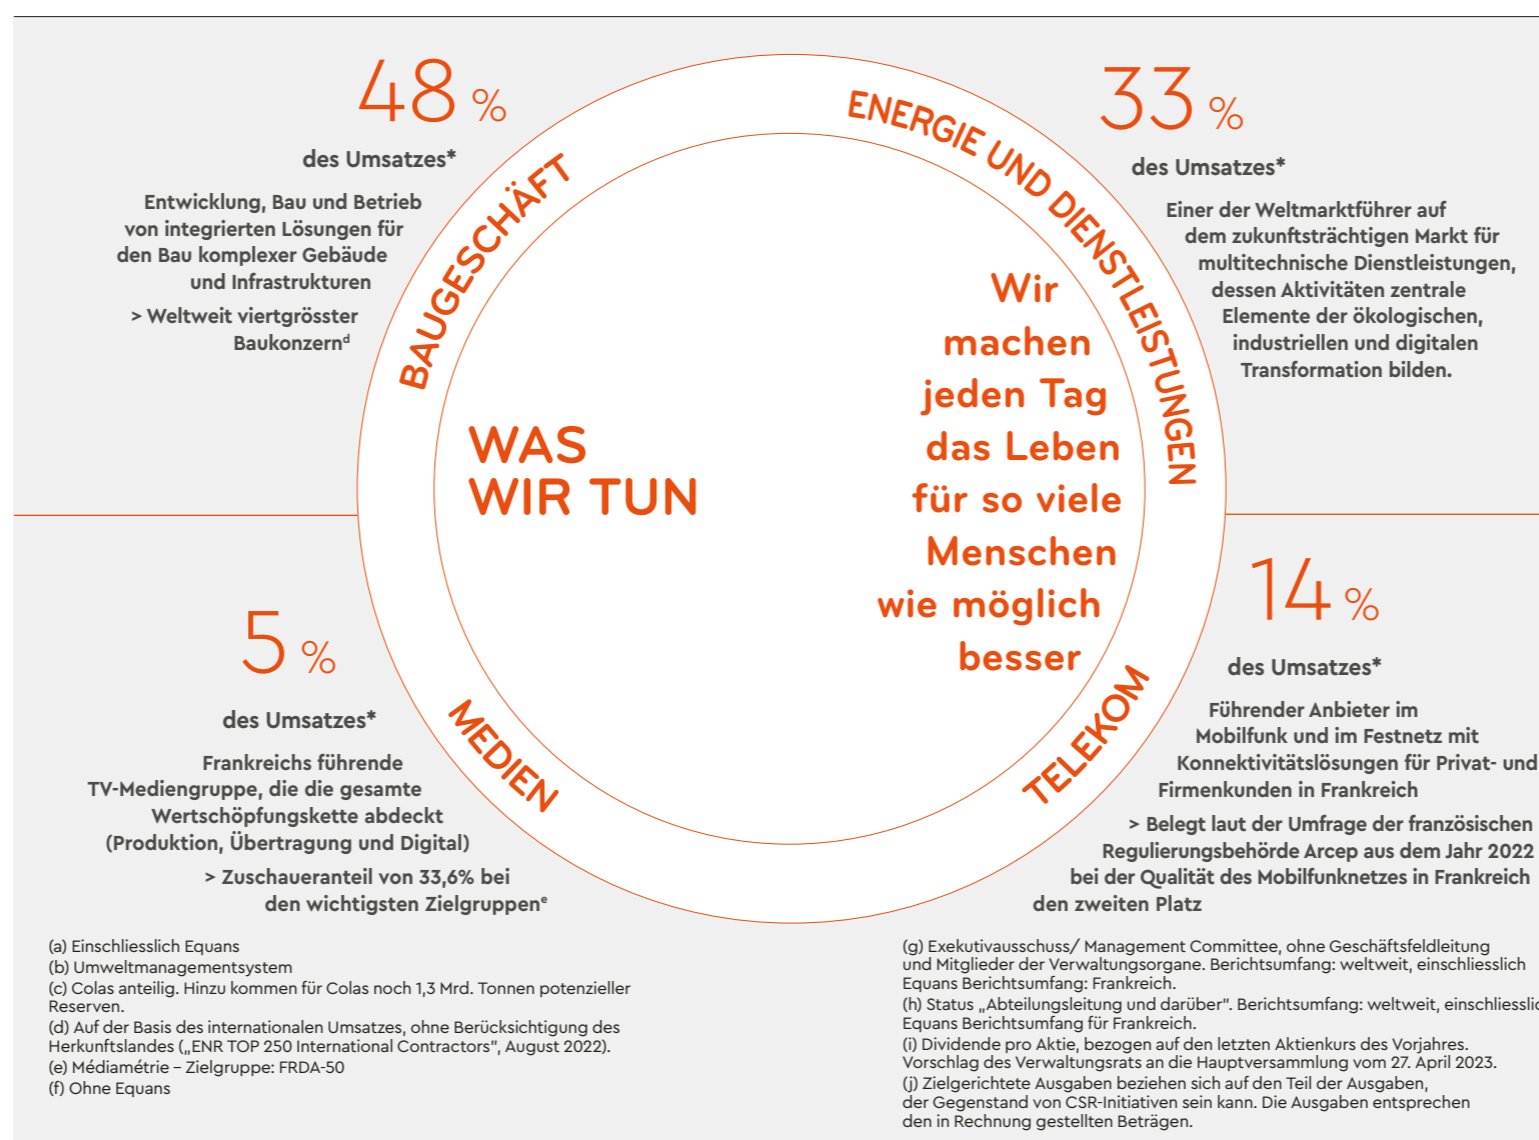 48 %
des Umsatzes*
Entwicklung, Bau und Betrieb
von integrierten Lösungen für
den Bau komplexer Gebäude
und Infrastrukturen
> Weltweit viertgrösster
Baukonzernᵈ
BAUGESCHÄFT
ENERGIE UND DIENSTLEISTUNGEN
33 %
des Umsatzes*
Einer der Weltmarktführer auf
dem zukunftsträchtigen Markt für
multitechnische Dienstleistungen,
dessen Aktivitäten zentrale
Elemente der ökologischen,
industriellen und digitalen
Transformation bilden.
WAS
WIR TUN
Wir
machen
jeden Tag
das Leben
für so viele
Menschen
wie möglich
besser
5 %
des Umsatzes*
Frankreichs führende
TV-Mediengruppe, die die gesamte
Wertschöpfungskette abdeckt
(Produktion, Übertragung und Digital)
> Zuschaueranteil von 33,6% bei
den wichtigsten Zielgruppenᵉ
MEDIEN
TELEKOM
14 %
des Umsatzes*
Führender Anbieter im
Mobilfunk und im Festnetz mit
Konnektivitätslösungen für Privat- und
Firmenkunden in Frankreich
> Belegt laut der Umfrage der französischen
Regulierungsbehörde Arcep aus dem Jahr 2022
bei der Qualität des Mobilfunknetzes in Frankreich
den zweiten Platz
(a) Einschliesslich Equans
(b) Umweltmanagementsystem
(c) Colas anteilig. Hinzu kommen für Colas noch 1,3 Mrd. Tonnen potenzieller
Reserven.
(d) Auf der Basis des internationalen Umsatzes, ohne Berücksichtigung des
Herkunftslandes („ENR TOP 250 International Contractors“, August 2022).
(e) Médiamétrie – Zielgruppe: FRDA-50
(f) Ohne Equans
(g) Exekutivausschuss/ Management Committee, ohne Geschäftsfeldleitung
und Mitglieder der Verwaltungsorgane. Berichtsumfang: weltweit, einschliesslich
Equans Berichtsumfang: Frankreich.
(h) Status „Abteilungsleitung und darüber“. Berichtsumfang: weltweit,
Equans Berichtsumfang für Frankreich.
(i) Dividende pro Aktie, bezogen auf den letzten Aktienkurs des Vorjahres.
Vorschlag des Verwaltungsrats an die Hauptversammlung vom 27. April 2023.
(j) Zielgerichtete Ausgaben beziehen sich auf den Teil der Ausgaben,
der Gegenstand von CSR-Initiativen sein kann. Die Ausgaben entsprechen
den in Rechnung gestellten Beträgen.